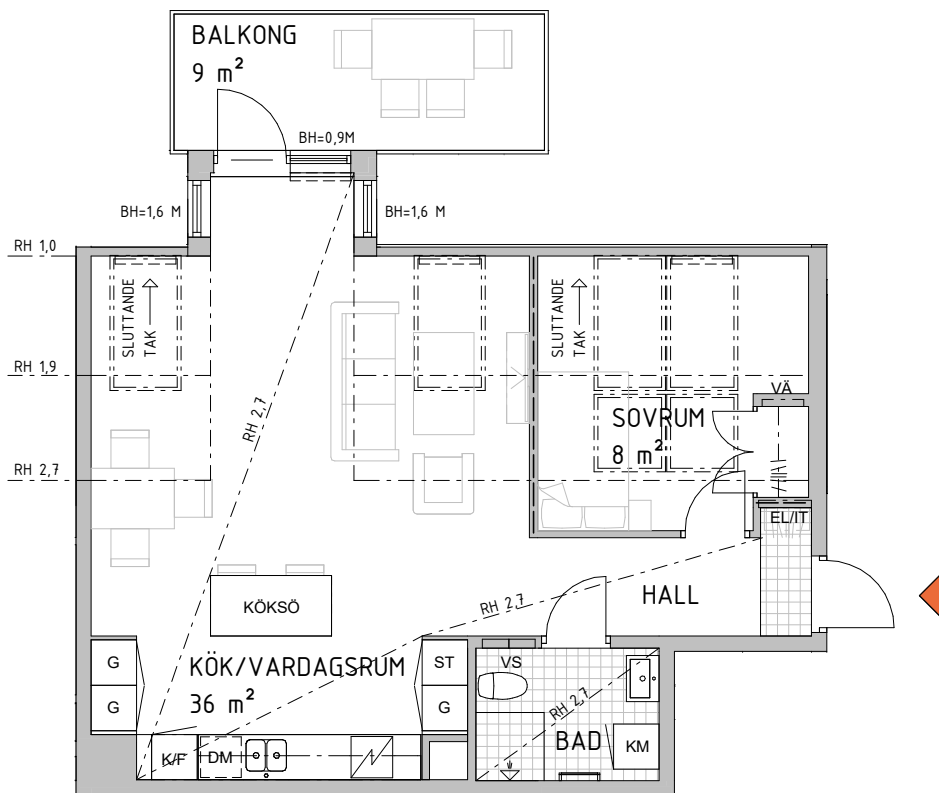 BALKONG
9 m²
BH=0,9M
BH=1,6 M
BH=1,6 M
RH 1,0
SLUTTANDE
TAK
SLUTTANDE
TAK
RH 1,9
RH 2,7
VÄ
SOVRUM
8 m²
RH 2,7
EL/IT
HALL
RH 2,7
KÖKSÖ
G
G
KÖK/VARDAGSRUM
36 m²
ST
G
VS
RH 2,7
BAD
KM
K/F
DM